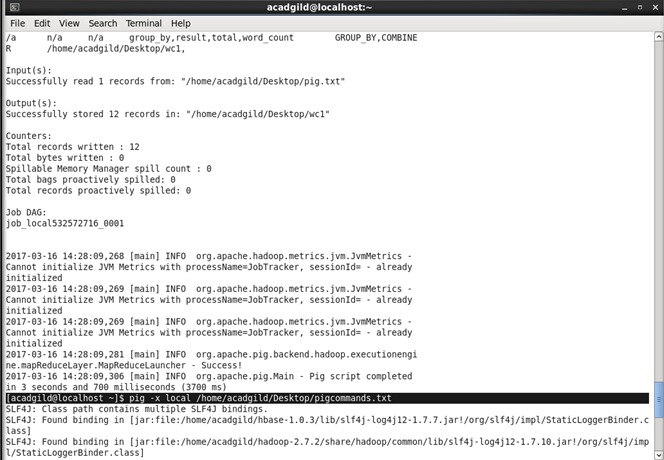 acadgild@localhost:~
File Edit View Search Terminal Help
/a n/a n/a group_by,result,total,word_count GROUP_BY,COMBINE
R /home/acadgild/Desktop/wc1,
Input(s):
Successfully read 1 records from: "/home/acadgild/Desktop/pig.txt"
Output(s):
Successfully stored 12 records in: "/home/acadgild/Desktop/wc1"
Counters:
Total records written : 12
Total bytes written : 0
Spillable Memory Manager spill count : 0
Total bags proactively spilled: 0
Total records proactively spilled: 0
Job DAG:
job_local532572716_0001
2017-03-16 14:28:09,268 [main] INFO org.apache.hadoop.metrics.jvm.JvmMetrics -
Cannot initialize JVM Metrics with processName=JobTracker, sessionId= - already
initialized
2017-03-16 14:28:09,269 [main] INFO org.apache.hadoop.metrics.jvm.JvmMetrics -
Cannot initialize JVM Metrics with processName=JobTracker, sessionId= - already
initialized
2017-03-16 14:28:09,269 [main] INFO org.apache.hadoop.metrics.jvm.JvmMetrics -
Cannot initialize JVM Metrics with processName=JobTracker, sessionId= - already
initialized
2017-03-16 14:28:09,281 [main] INFO org.apache.pig.backend.hadoop.executionengi
ne.mapReduceLayer.MapReduceLauncher - Success!
2017-03-16 14:28:09,306 [main] INFO org.apache.pig.Main - Pig script completed
in 3 seconds and 700 milliseconds (3700 ms)
[acadgild@localhost ~]$ pig -x local /home/acadgild/Desktop/pigcommands.txt
SLF4J: Class path contains multiple SLF4J bindings.
SLF4J: Found binding in [jar:file:/home/acadgild/hbase-1.0.3/lib/slf4j-log4j12-1.7.7.jar!/org/slf4j/impl/StaticLoggerBinder.c
lass]
SLF4J: Found binding in [jar:file:/home/acadgild/hadoop-2.7.2/share/hadoop/common/lib/slf4j-log4j12-1.7.10.jar!/org/slf4j/im
pl/StaticLoggerBinder.class]